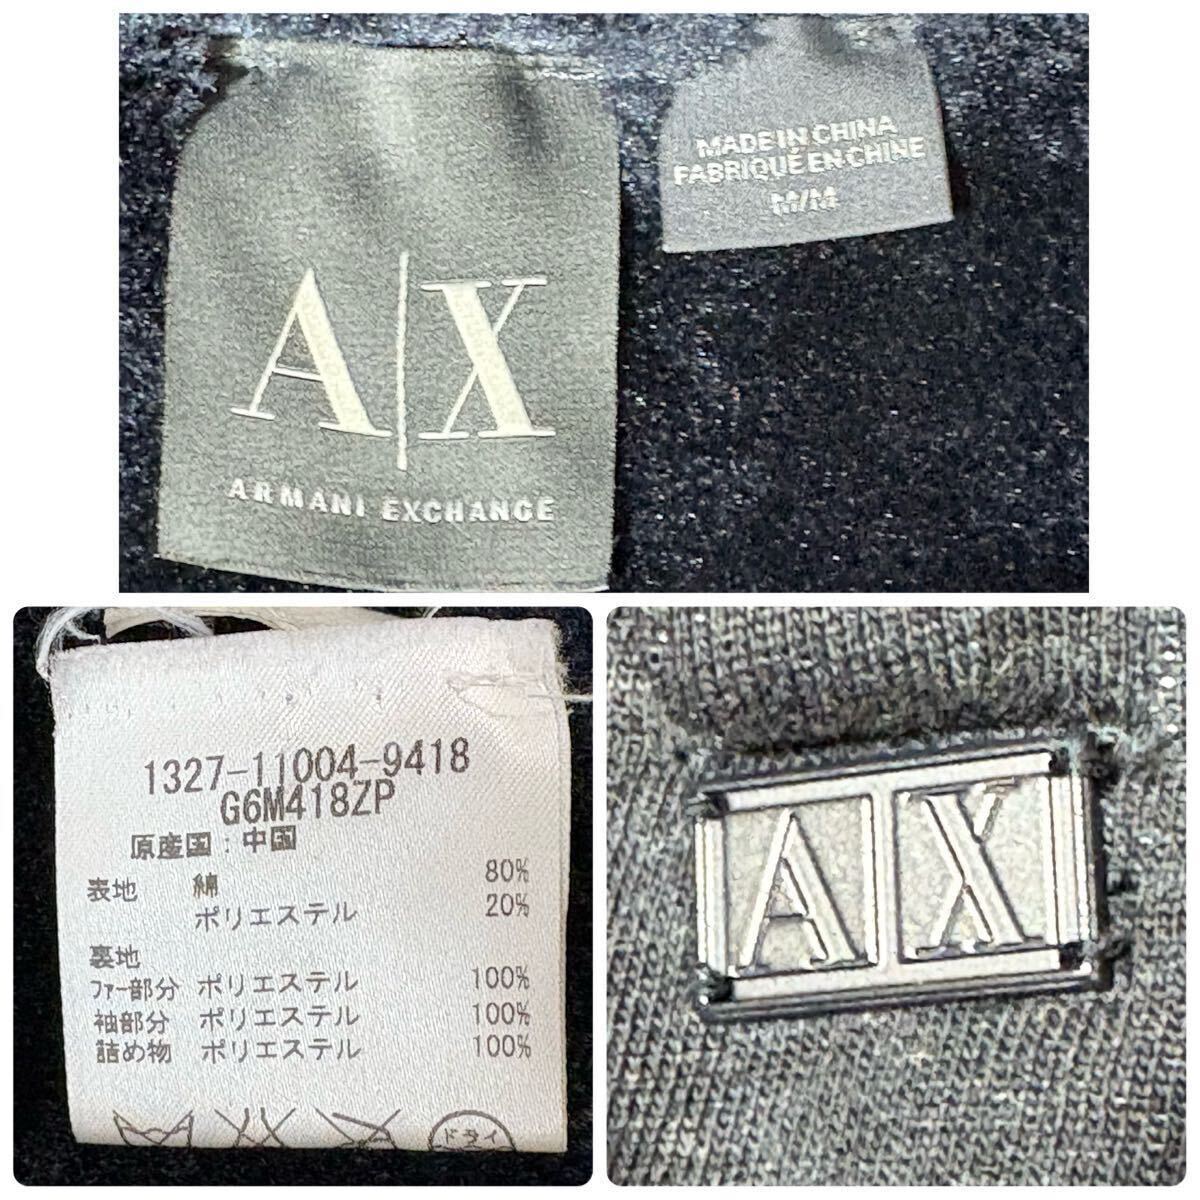 A|X
ARMANI EXCHANGE
MADE IN CHINA
FABRIQUÉ EN CHINE
M/M
1327-11004-9418
G6M418ZP
原産国：中国
表地 綿 80%
ポリエステル 20%
裏地
ファー部分 ポリエステル 100%
袖部分 ポリエステル 100%
詰め物 ポリエステル 100%
ドライ
A|X